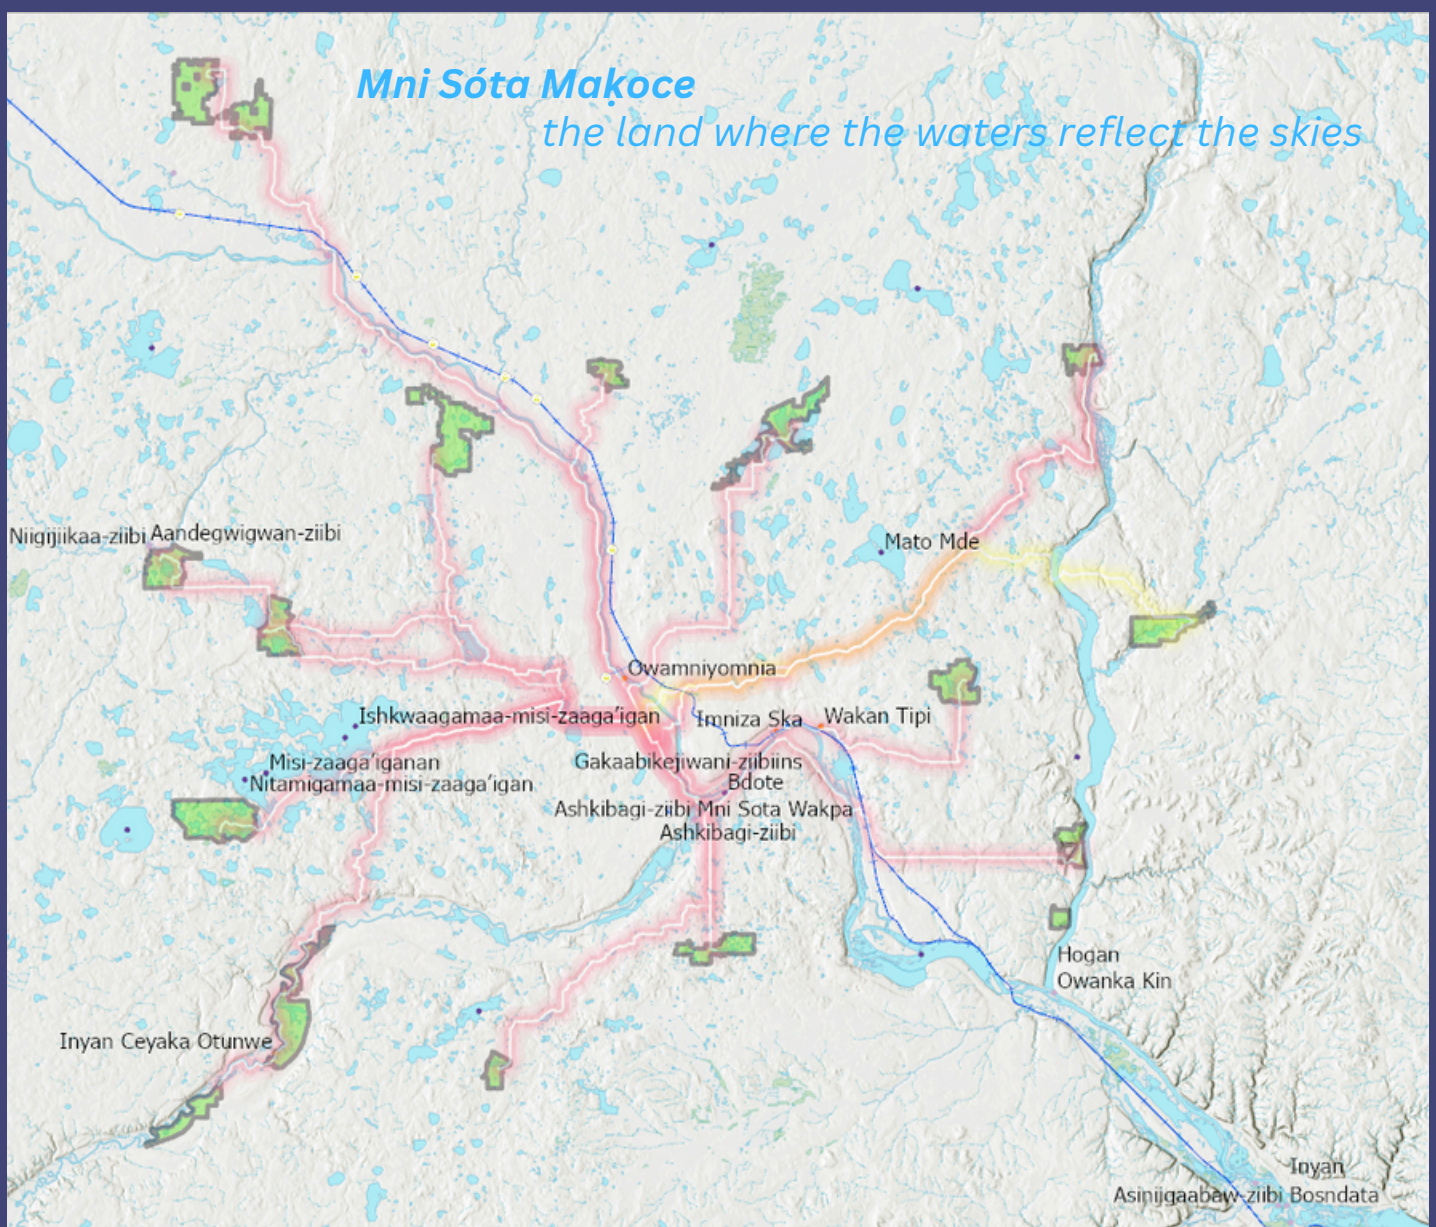 Mni Sóta Maḳoce
the land where the waters reflect the skies
Niigijiikaa-ziibi
Aandegwigwan-ziibi
Mato Mde
Owamniyomnia
Ishkwaagamaa-misi-zaaga'igan
Imniza Ska
Wakan Tipi
Misi-zaaga'iganan
Gakaabikejiwani-ziibiins
Nitamigamaa-misi-zaaga'igan
Bdote
Ashkibagi-ziibi
Mni Sota Wakpa
Ashkibagi-ziibi
Hogan
Owanka Kin
Inyan Ceyaka Otunwe
Inyan
Asiniigaabaw-ziibi
Bosndata